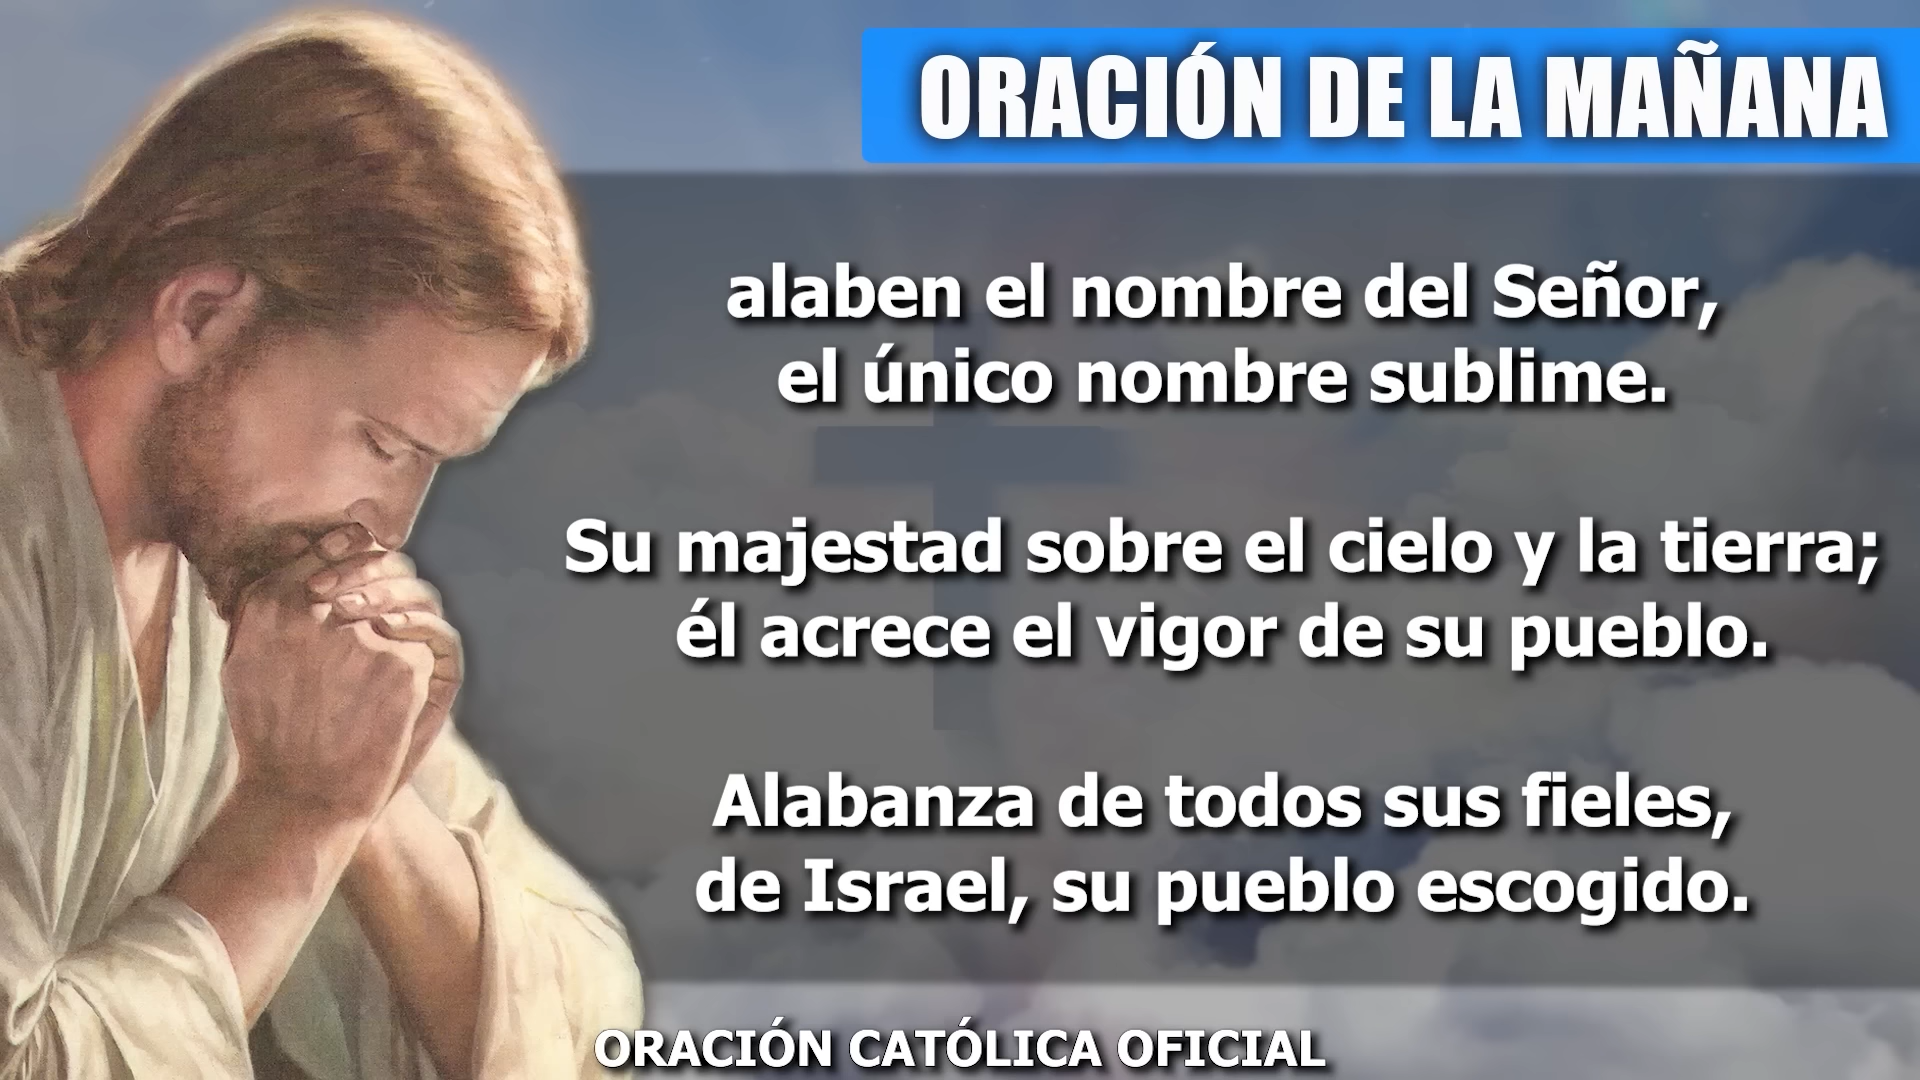 ORACIÓN DE LA MAÑANA
alaben el nombre del Señor,
el único nombre sublime.
Su majestad sobre el cielo y la tierra;
él acrece el vigor de su pueblo.
Alabanza de todos sus fieles,
de Israel, su pueblo escogido.
ORACIÓN CATÓLICA OFICIAL